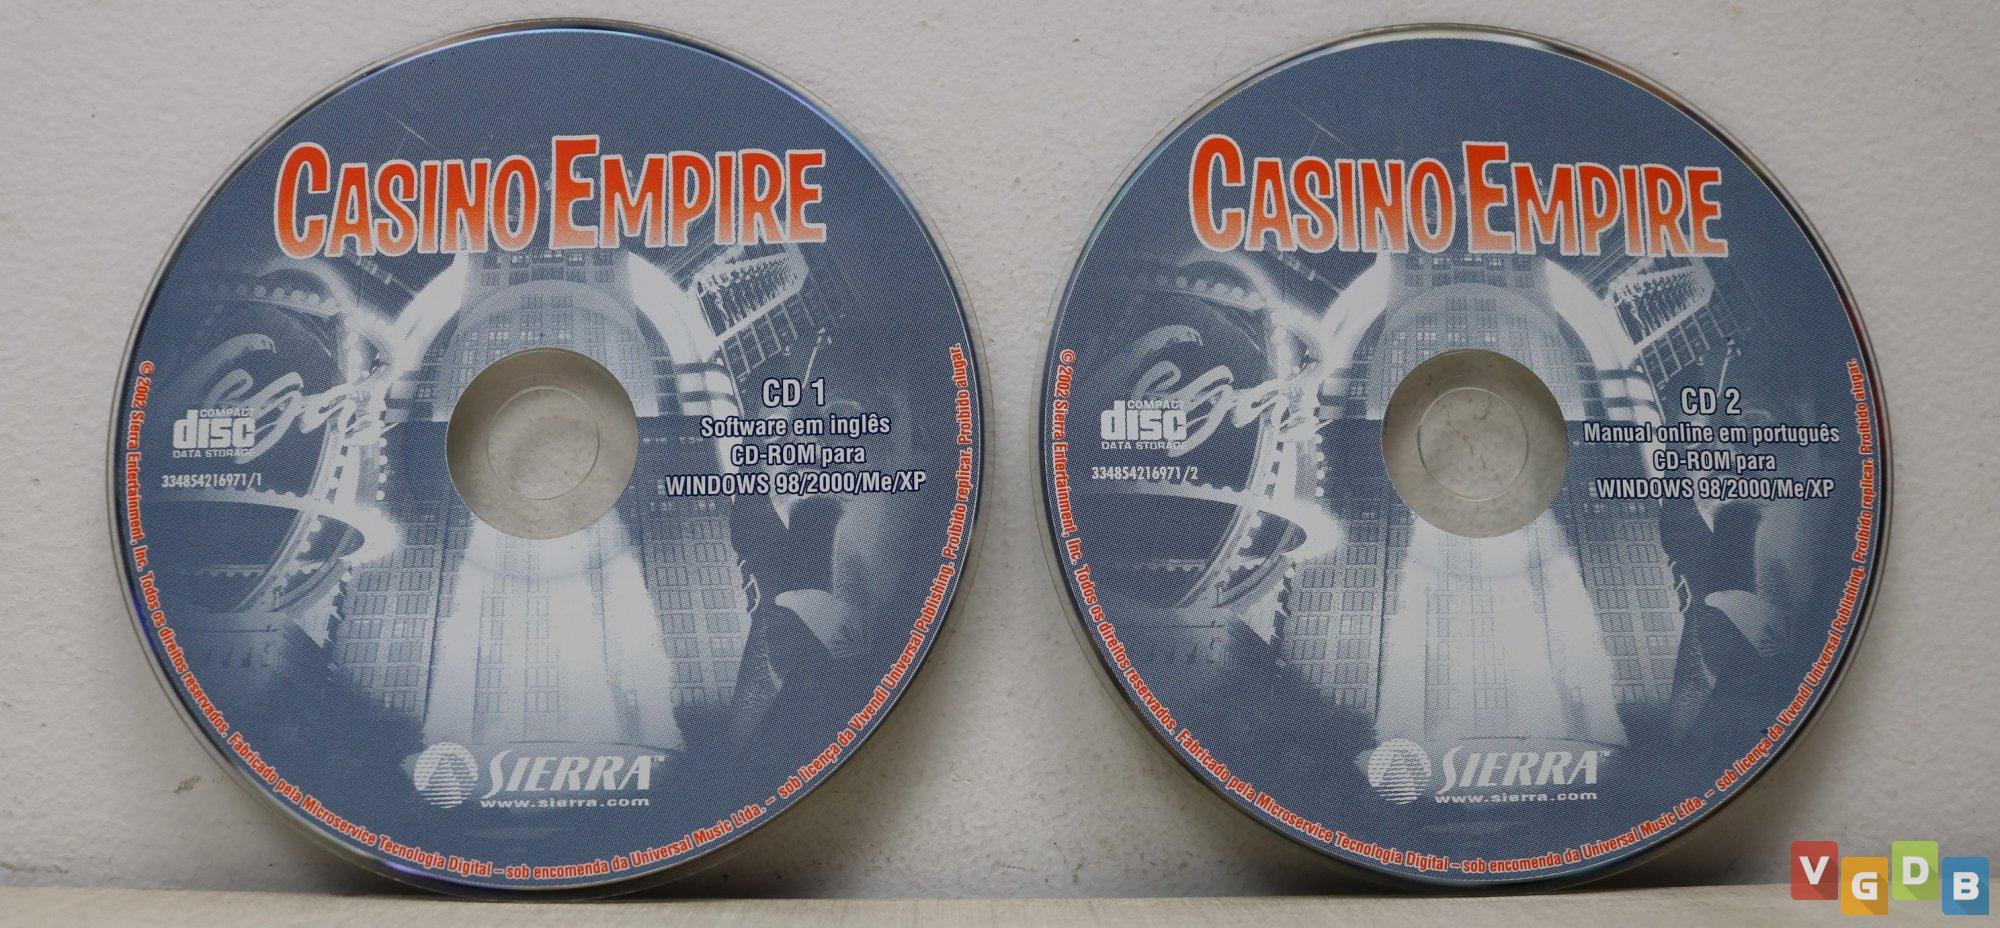 CASINO EMPIRE
CD 1
Software em inglês
CD-ROM para
WINDOWS 98/2000/Me/XP
COMPACT
disc
DATA STORAGE
334854216971/1
SIERRA™
www.sierra.com
© 2002 Sierra Entertainment, Inc. Todos os direitos reservados. Fabricado pela Microservice Tecnologia Digital – sob encomenda da Universal Music Ltda. – sob licença da Vivendi Universal Publishing. Proibido replicar. Proibido alugar.
CASINO EMPIRE
CD 2
Manual online em português
CD-ROM para
WINDOWS 98/2000/Me/XP
COMPACT
disc
DATA STORAGE
334854216971/2
SIERRA™
www.sierra.com
© 2002 Sierra Entertainment, Inc. Todos os direitos reservados. Fabricado pela Microservice Tecnologia Digital – sob encomenda da Universal Music Ltda. – sob licença da Vivendi Universal Publishing. Proibido replicar. Proibido alugar.
VGDB